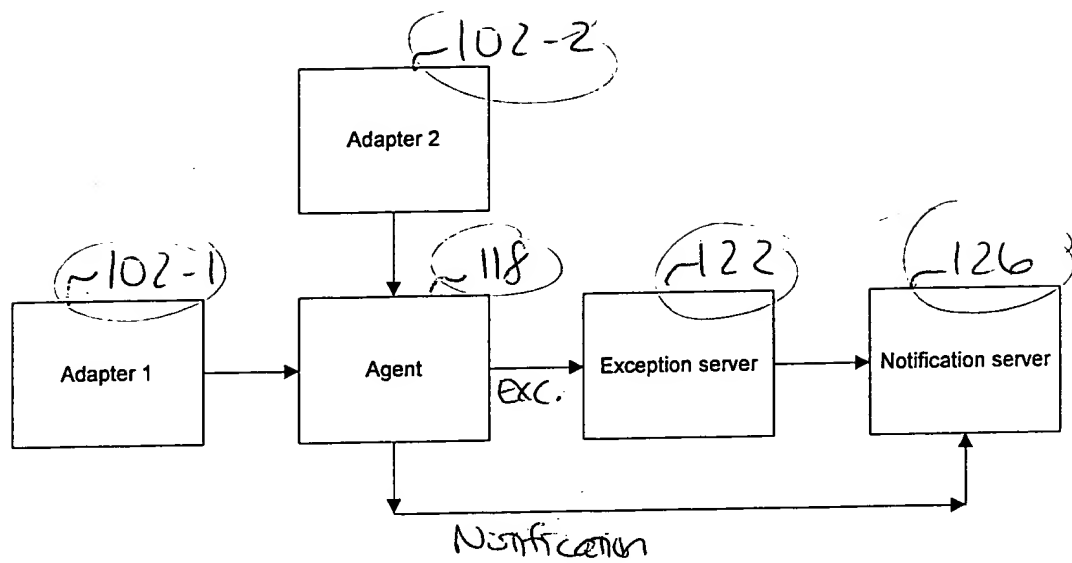 ~102-2
Adapter 2
~102-1
~118
~122
~126
Adapter 1
Agent
Exception server
Notification server
Exc.
Notification